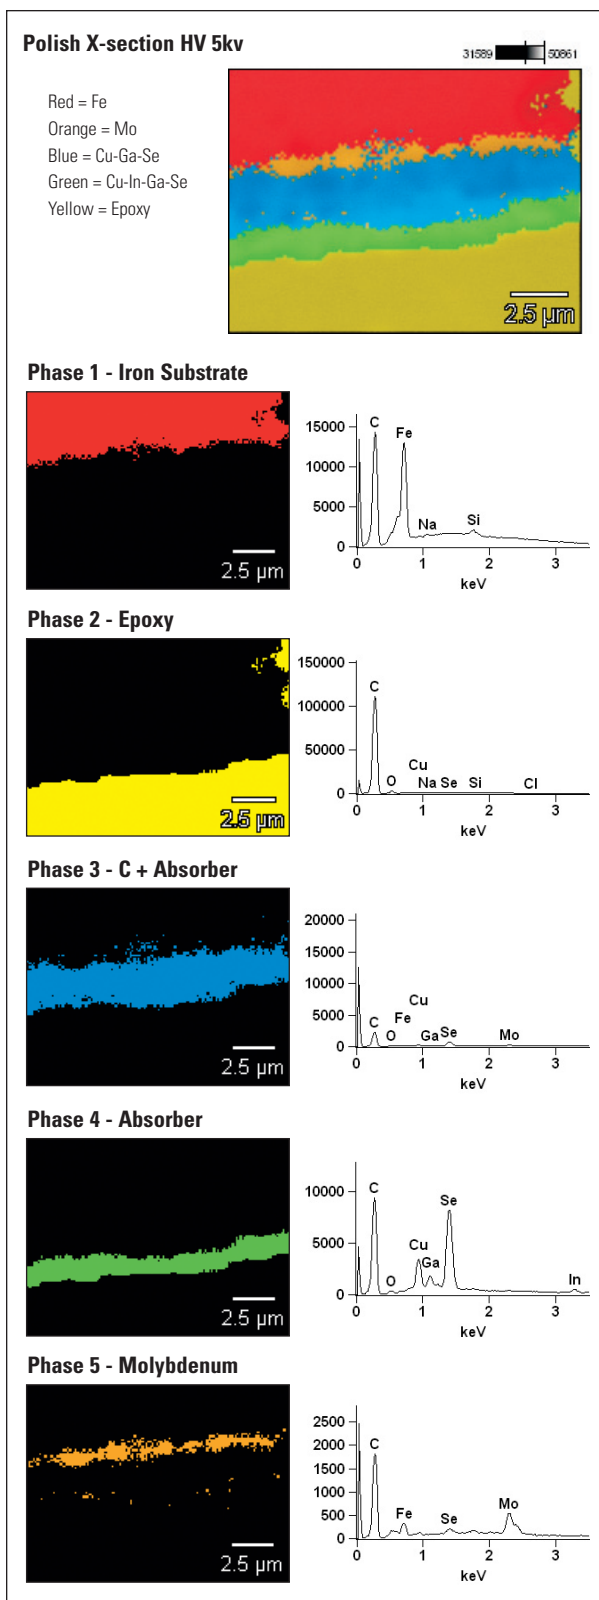 Polish X-section HV 5kv
31589 50861
Red = Fe
Orange = Mo
Blue = Cu-Ga-Se
Green = Cu-In-Ga-Se
Yellow = Epoxy
2.5 µm
Phase 1 - Iron Substrate
15000
10000
5000
0
C
Fe
Na
Si
0 1 2 3
keV
2.5 µm
Phase 2 - Epoxy
150000
100000
50000
0
C
O
Cu
Na Se Si Cl
0 1 2 3
keV
2.5 µm
Phase 3 - C + Absorber
20000
15000
10000
5000
0
Cu
Fe
C
O
Ga Se Mo
0 1 2 3
keV
2.5 µm
Phase 4 - Absorber
10000
5000
0
C
Se
Cu
Ga
O
In
0 1 2 3
keV
2.5 µm
Phase 5 - Molybdenum
2500
2000
1500
1000
500
0
C
Fe
Se
Mo
0 1 2 3
keV
2.5 µm